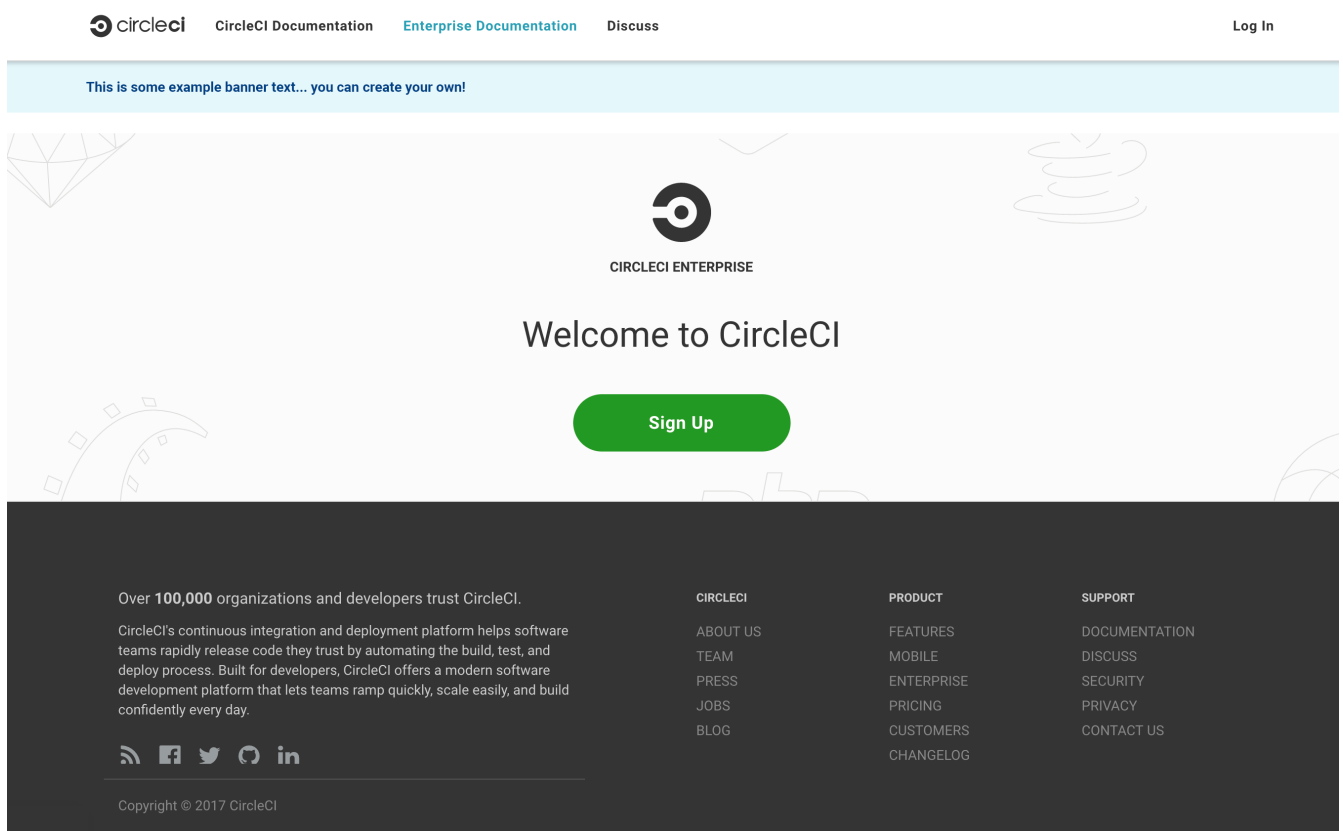 circleci CircleCI Documentation Enterprise Documentation Discuss Log In
This is some example banner text... you can create your own!
CIRCLECI ENTERPRISE
Welcome to CircleCI
Sign Up
php
Over 100,000 organizations and developers trust CircleCI.
CircleCI's continuous integration and deployment platform helps software
teams rapidly release code they trust by automating the build, test, and
deploy process. Built for developers, CircleCI offers a modern software
development platform that lets teams ramp quickly, scale easily, and build
confidently every day.
Copyright © 2017 CircleCI
CIRCLECI
ABOUT US
TEAM
PRESS
JOBS
BLOG
PRODUCT
FEATURES
MOBILE
ENTERPRISE
PRICING
CUSTOMERS
CHANGELOG
SUPPORT
DOCUMENTATION
DISCUSS
SECURITY
PRIVACY
CONTACT US